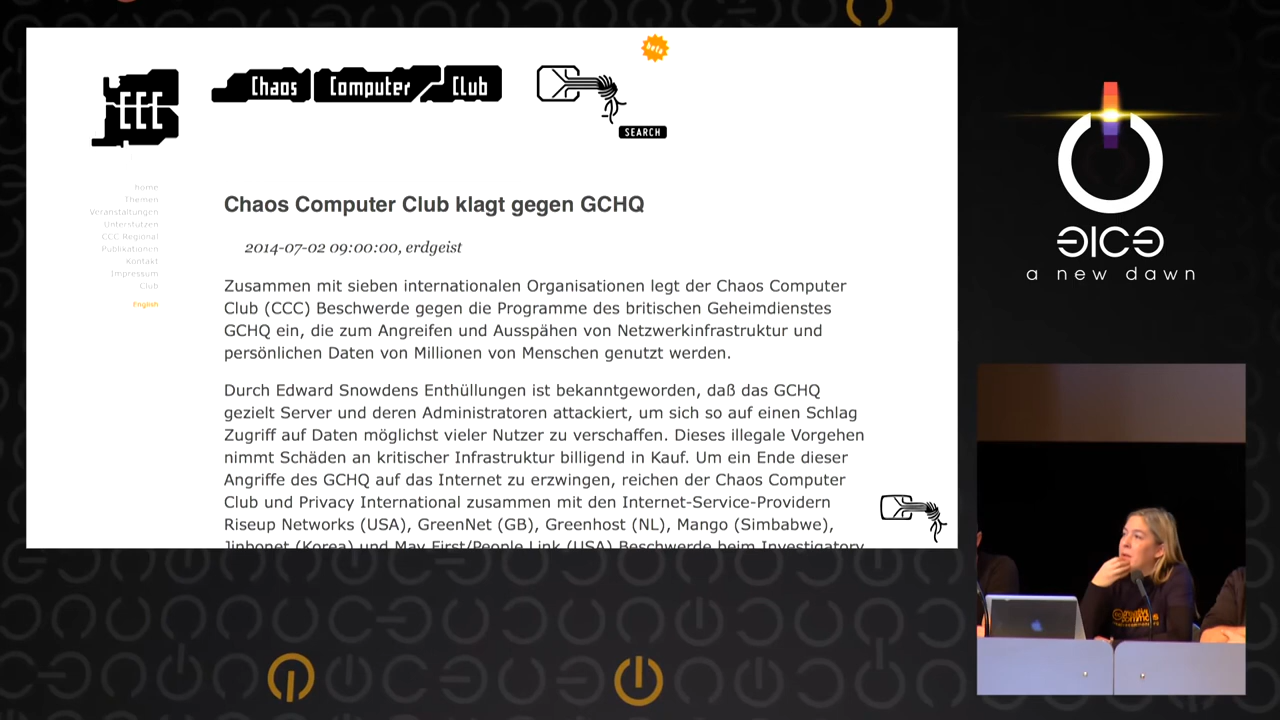 beta
CCC
Chaos Computer Club
SEARCH
home
Themen
Veranstaltungen
Unterstützen
CCC Regional
Publikationen
Kontakt
Impressum
Club
English
Chaos Computer Club klagt gegen GCHQ
2014-07-02 09:00:00, erdgeist
Zusammen mit sieben internationalen Organisationen legt der Chaos Computer
Club (CCC) Beschwerde gegen die Programme des britischen Geheimdienstes
GCHQ ein, die zum Angreifen und Ausspähen von Netzwerkinfrastruktur und
persönlichen Daten von Millionen von Menschen genutzt werden.
Durch Edward Snowdens Enthüllungen ist bekanntgeworden, daß das GCHQ
gezielt Server und deren Administratoren attackiert, um sich so auf einen Schlag
Zugriff auf Daten möglichst vieler Nutzer zu verschaffen. Dieses illegale Vorgehen
nimmt Schäden an kritischer Infrastruktur billigend in Kauf. Um ein Ende dieser
Angriffe des GCHQ auf das Internet zu erzwingen, reichen der Chaos Computer
Club und Privacy International zusammen mit den Internet-Service-Providern
Riseup Networks (USA), GreenNet (GB), Greenhost (NL), Mango (Simbabwe),
Jinbonet (Korea) und May First/People Link (USA) Beschwerde beim Investigatory
31C3
a new dawn
creative
commons